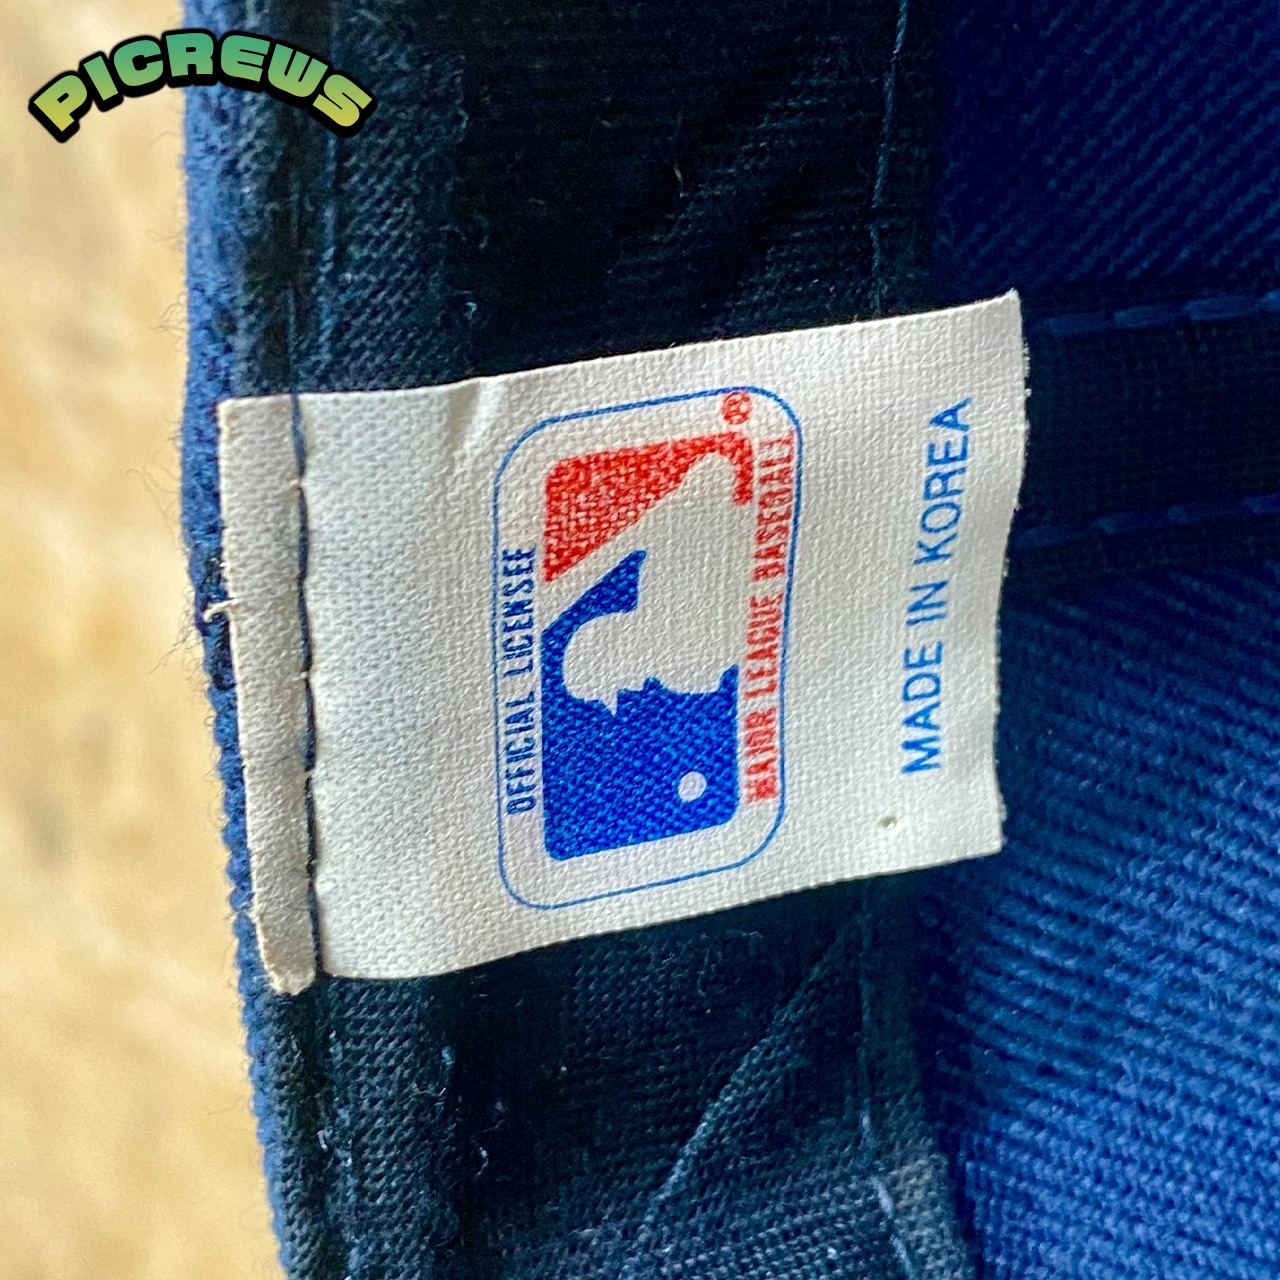 PICREWS
OFFICIAL LICENSEE
®
MAJOR LEAGUE BASEBALL
MADE IN KOREA